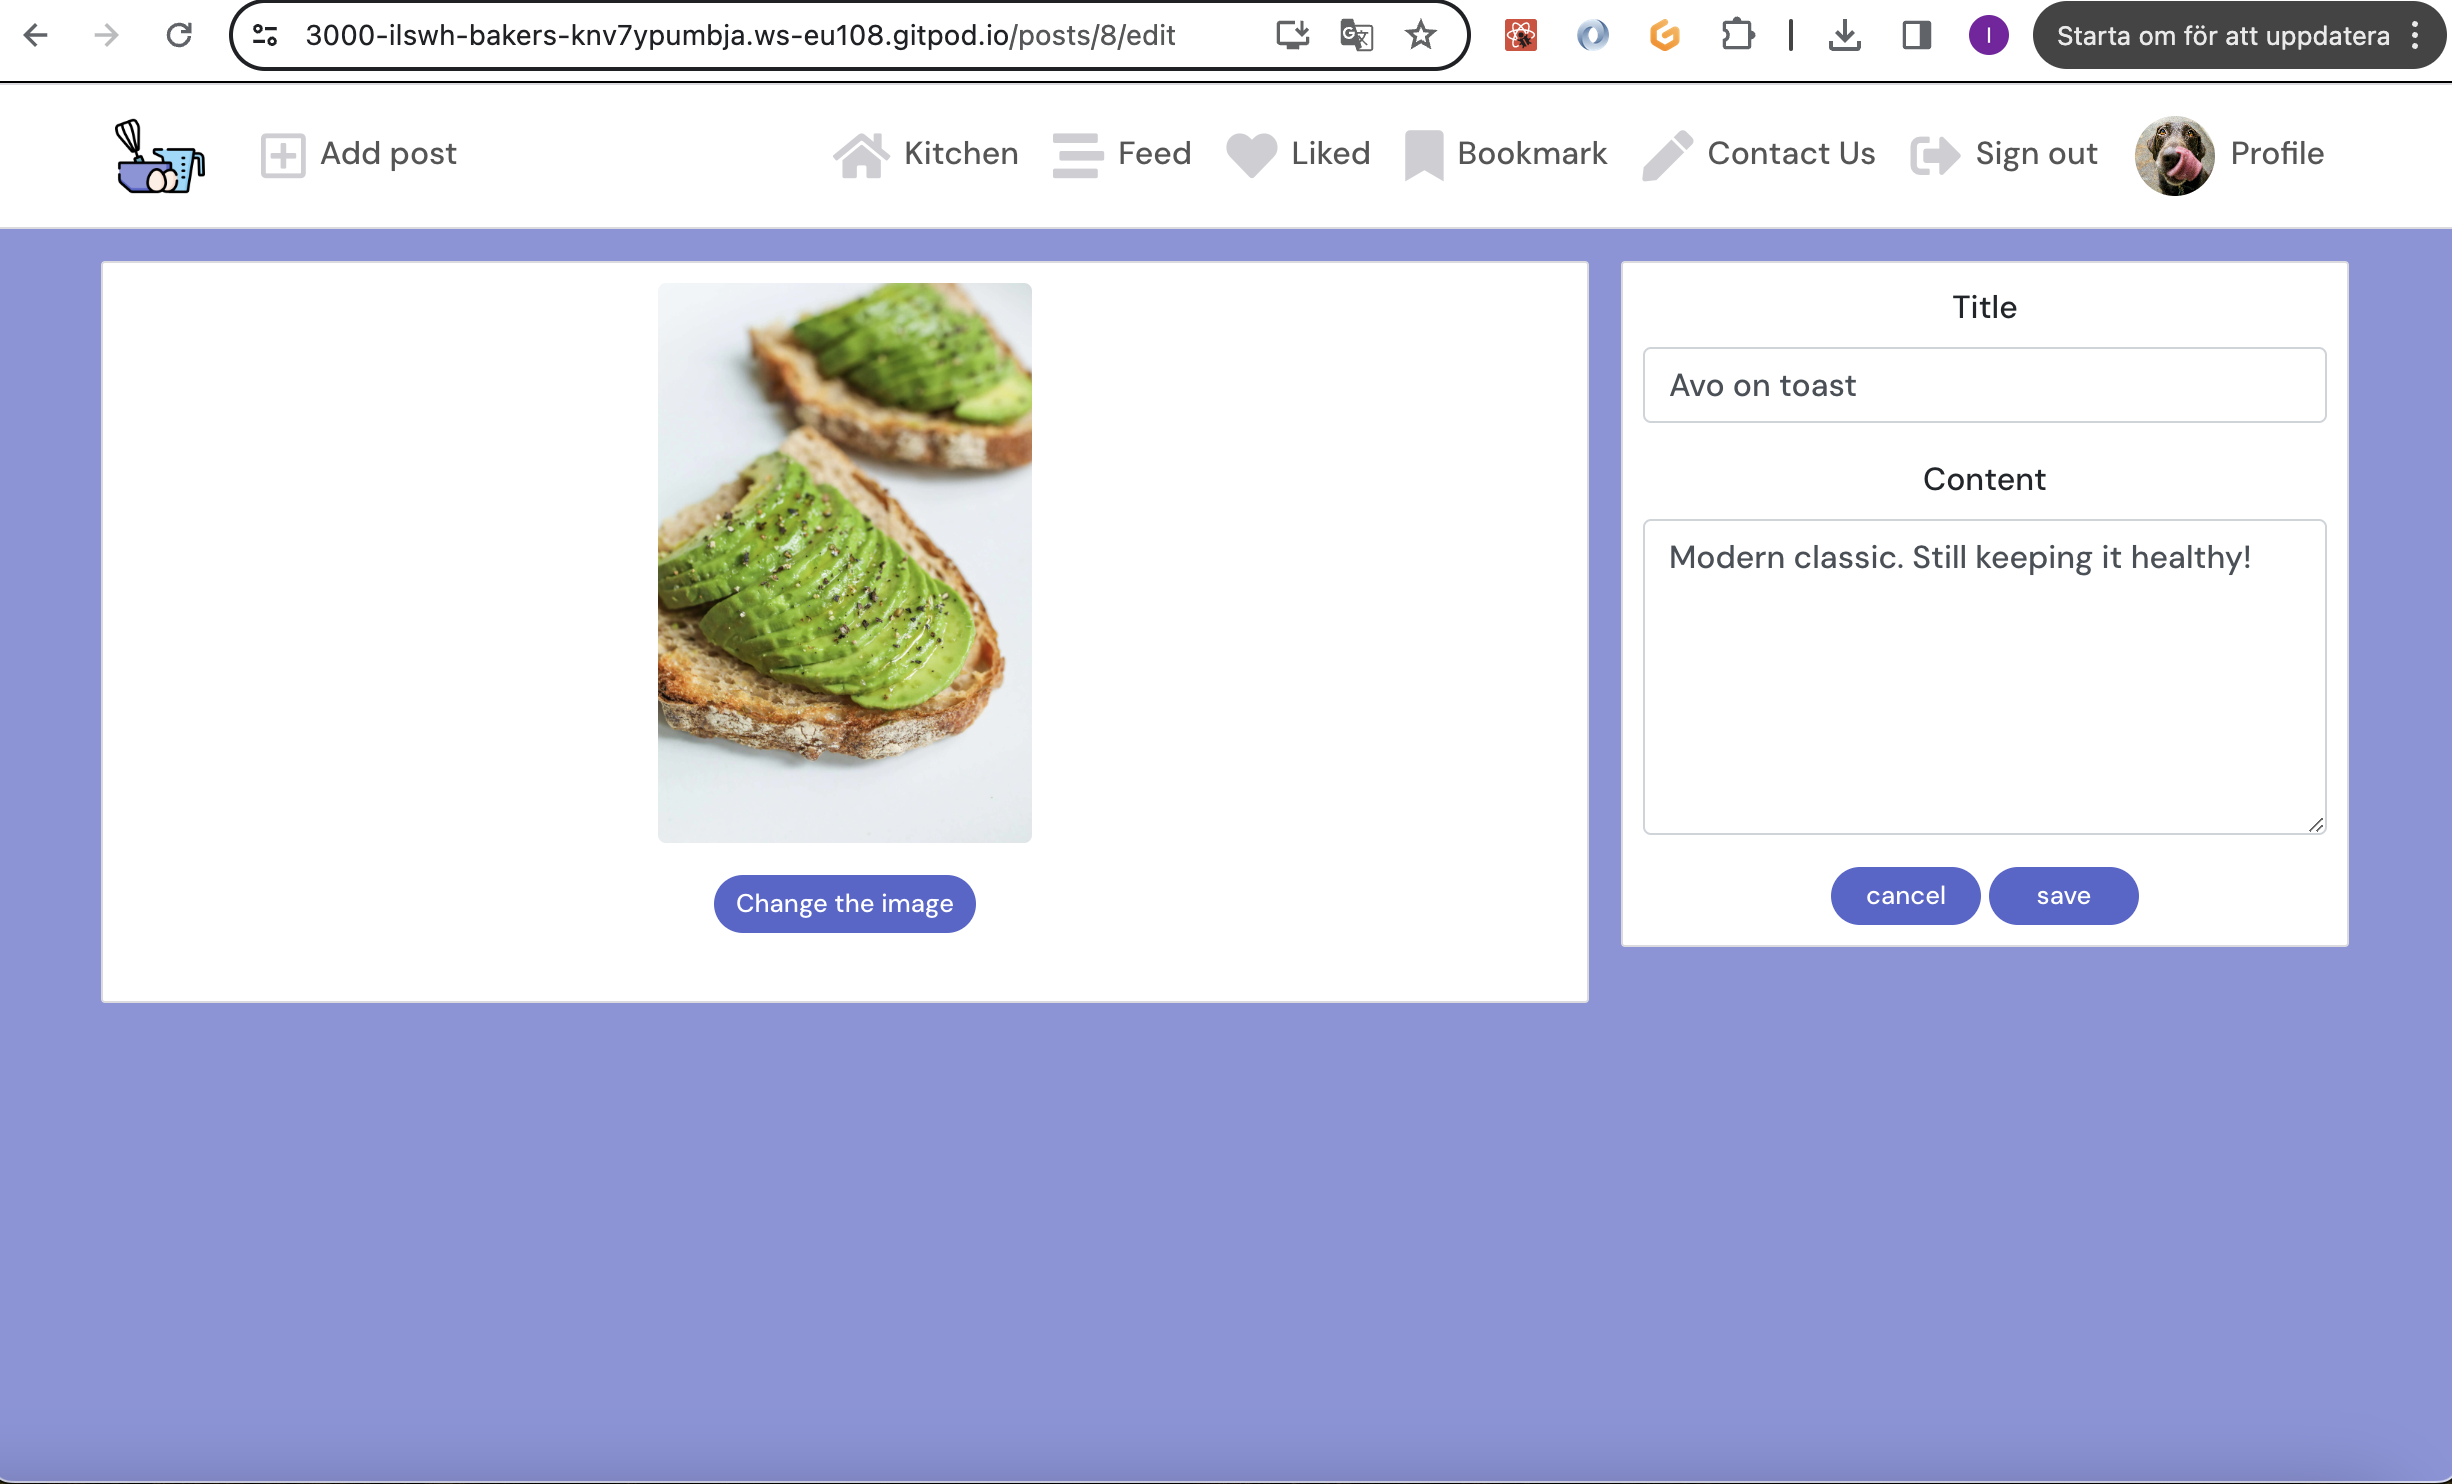 3000-ilswh-bakers-knv7ypumbja.ws-eu108.gitpod.io/posts/8/edit
I
Starta om för att uppdatera
Add post
Kitchen
Feed
Liked
Bookmark
Contact Us
Sign out
Profile
Title
Avo on toast
Content
Modern classic. Still keeping it healthy!
Change the image
cancel
save